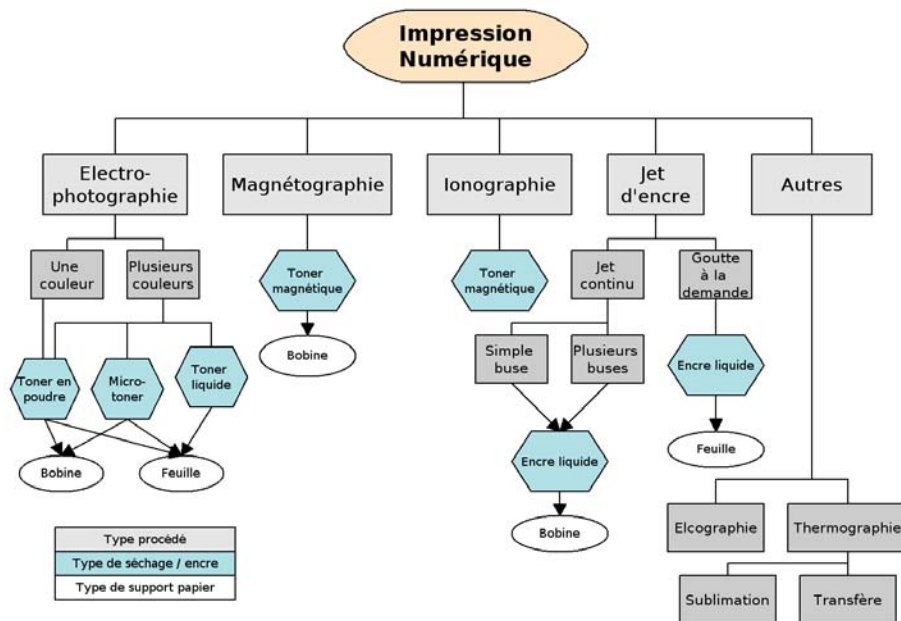 Impression
Numérique
Electro-
photographie
Magnétographie
Ionographie
Jet
d'encre
Autres
Une
couleur
Plusieurs
couleurs
Toner
magnétique
Toner
magnétique
Jet
continu
Goutte
à la
demande
Bobine
Simple
buse
Plusieurs
buses
Encre liquide
Toner en
poudre
Micro-
toner
Toner
liquide
Bobine
Feuille
Encre liquide
Feuille
Bobine
Elcographie
Thermographie
Sublimation
Transfère
Type procédé
Type de séchage / encre
Type de support papier